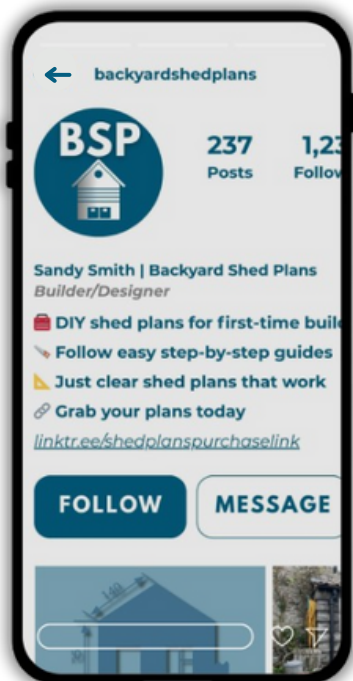 backyardshedplans
BSP
237
Posts
Sandy Smith | Backyard Shed Plans
Builder/Designer
DIY shed plans for first-time
Follow easy step-by-step guides
Just clear shed plans that work
Grab your plans today
linktr.ee/shedplanspurchaselink
FOLLOW
MESSAGE
140